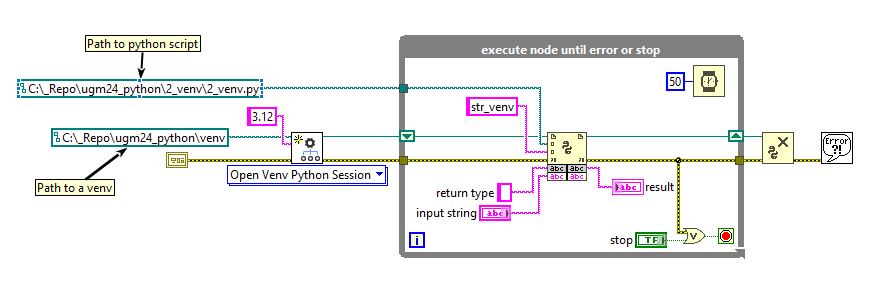 Path to python script
execute node until error or stop
C:\_Repo\ugm24_python\2_venv\2_venv.py
50
str_venv
3.12
C:\_Repo\ugm24_python\venv
Error
?!
Open Venv Python Session
Path to a venv
abc abc
abc abc
return type
abc
result
input string
abc
i
stop
TF
V